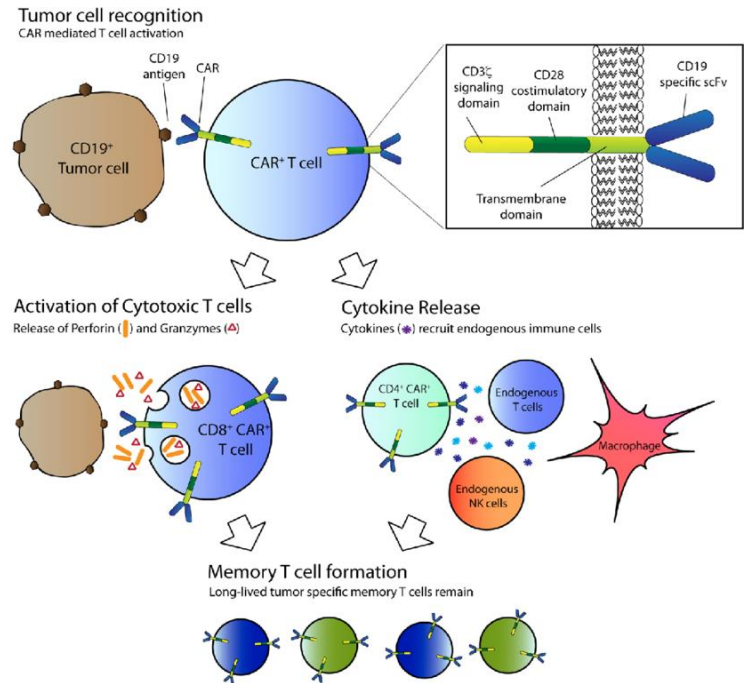 Tumor cell recognition
CAR mediated T cell activation
CD19
antigen
CAR
CD19⁺
Tumor cell
CAR⁺ T cell
CD3ζ
signaling
domain
CD28
costimulatory
domain
CD19
specific scFv
Transmembrane
domain
Activation of Cytotoxic T cells
Release of Perforin ( ) and Granzymes ( )
CD8⁺ CAR⁺
T cell
Cytokine Release
Cytokines ( ) recruit endogenous immune cells
CD4⁺ CAR⁺
T cell
Endogenous
T cells
Endogenous
NK cells
Macrophage
Memory T cell formation
Long-lived tumor specific memory T cells remain